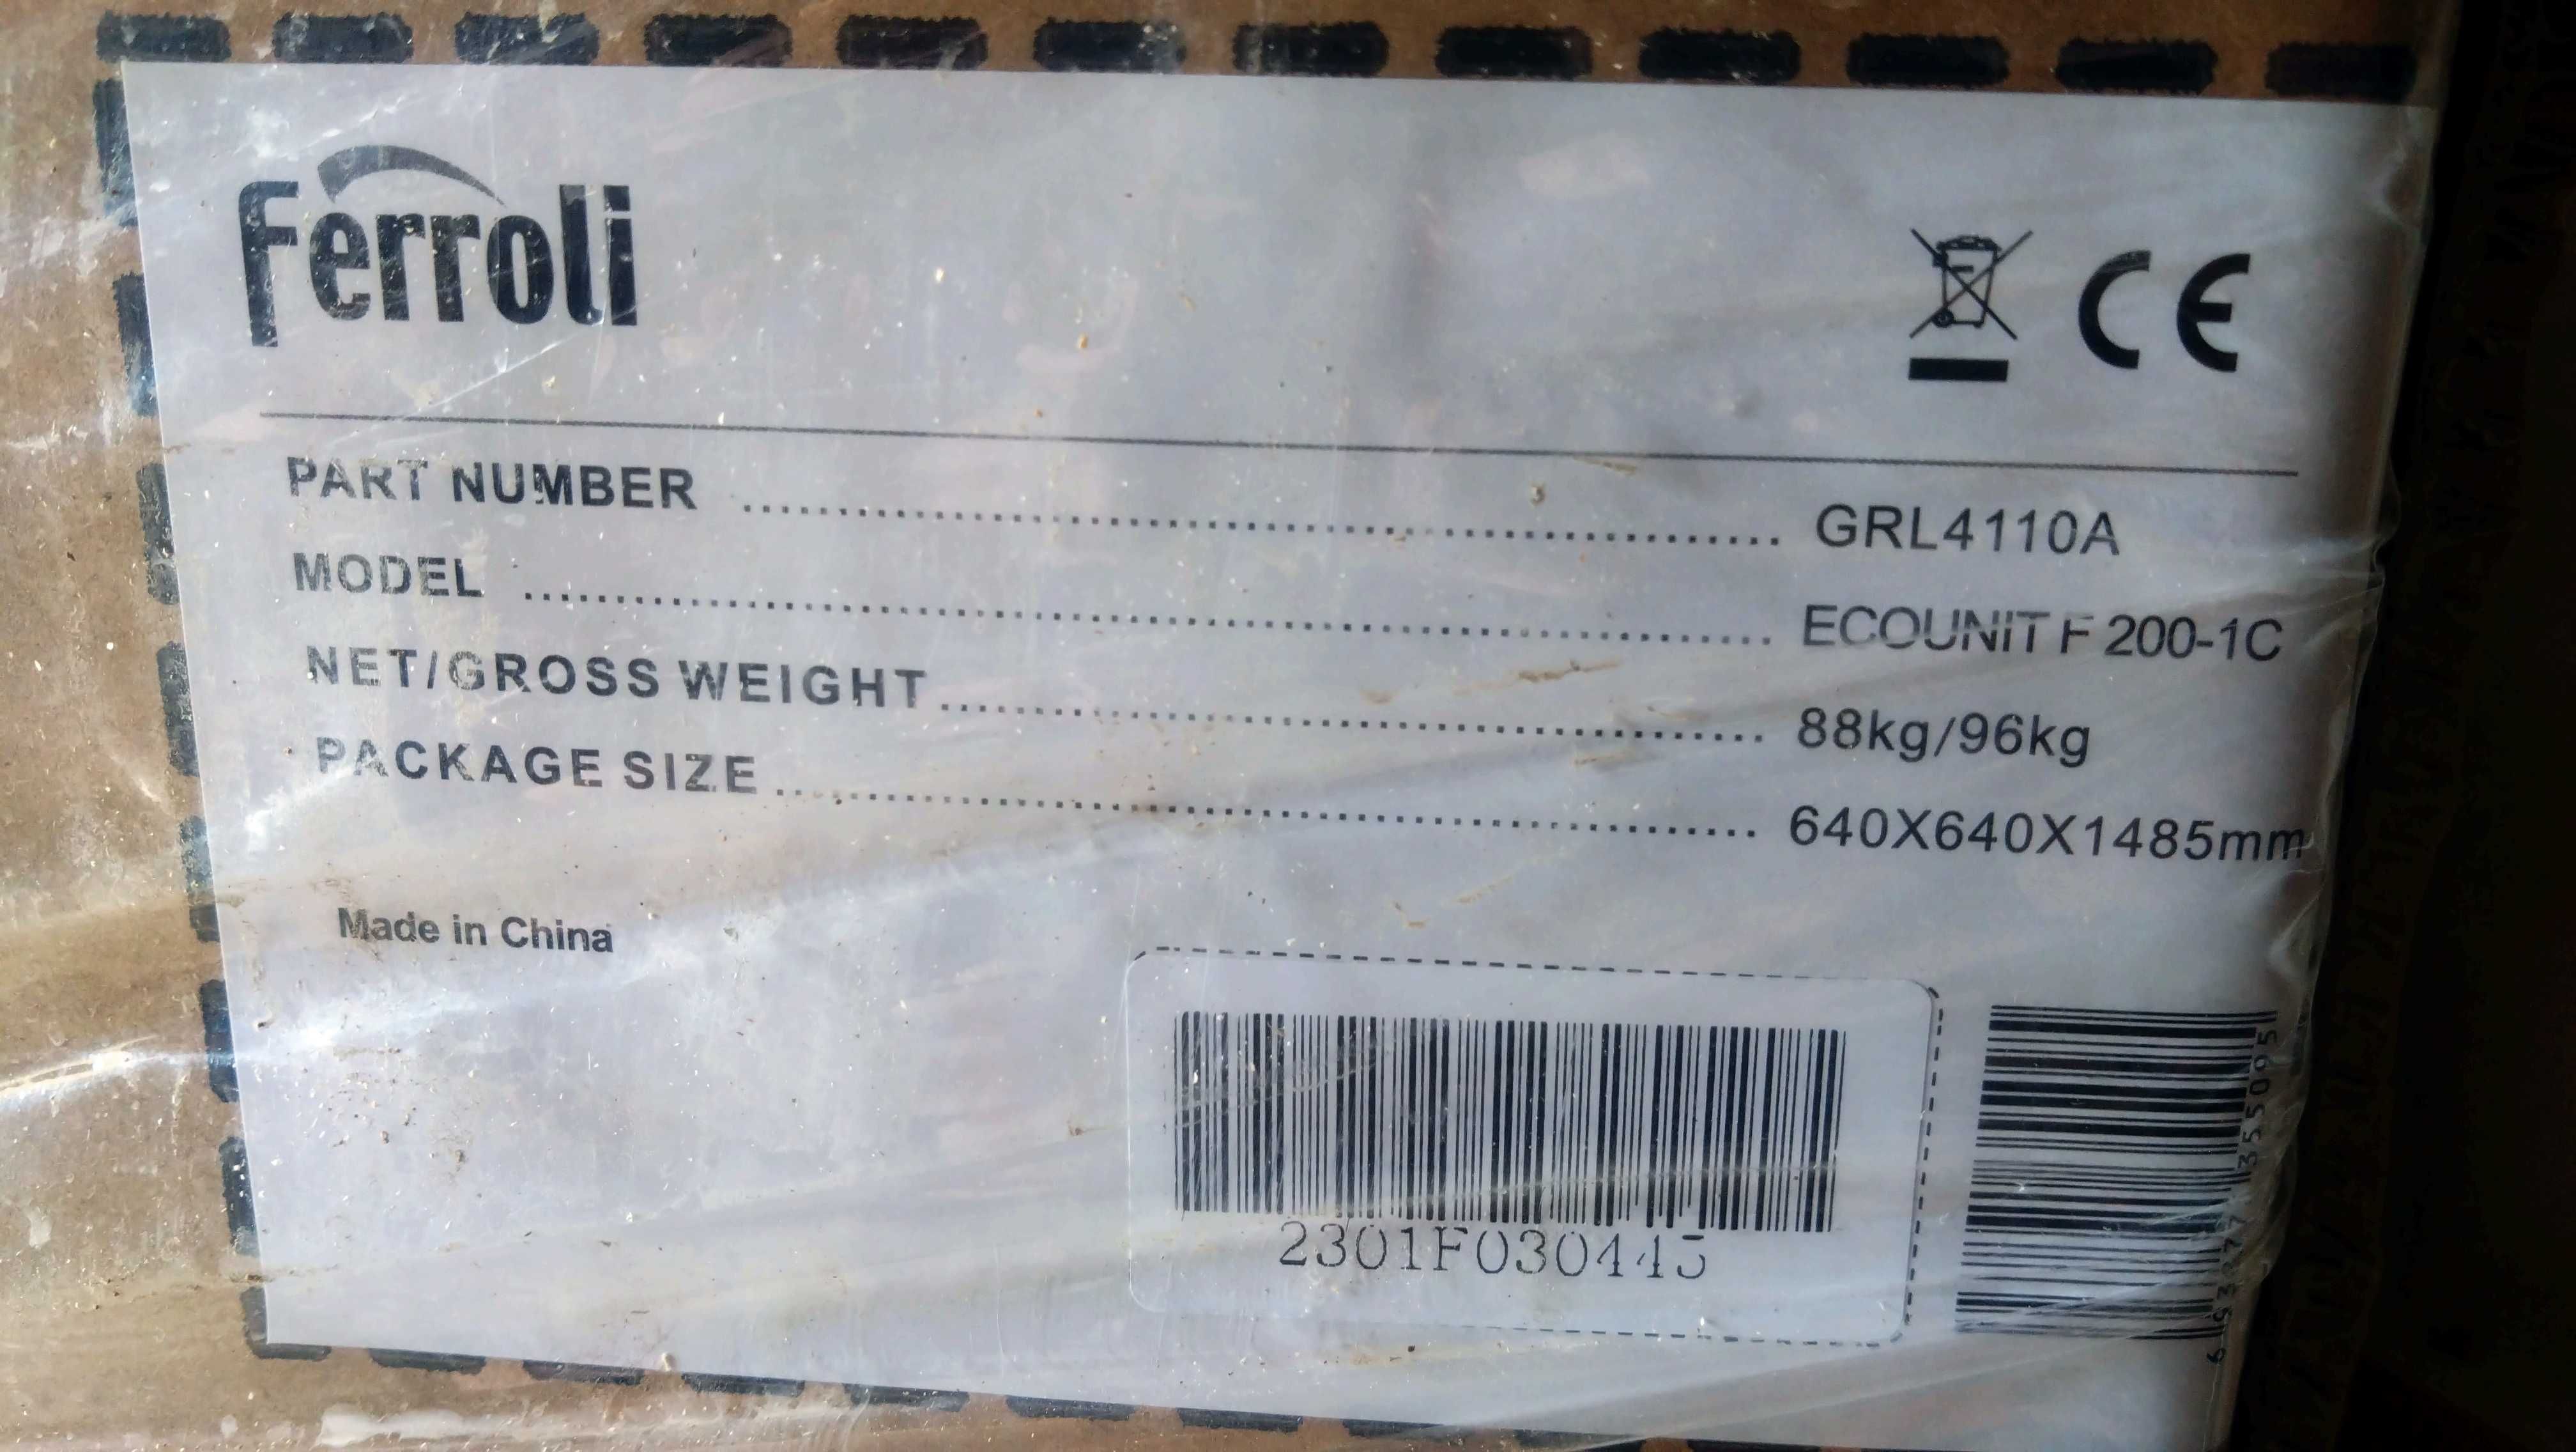 Ferroli
CE
PART NUMBER ........................ GRL4110A
MODEL ........................ ECOUNIT F 200-1C
NET/GROSS WEIGHT ........................ 88kg/96kg
PACKAGE SIZE ........................ 640X640X1485mm
Made in China
2301F030445